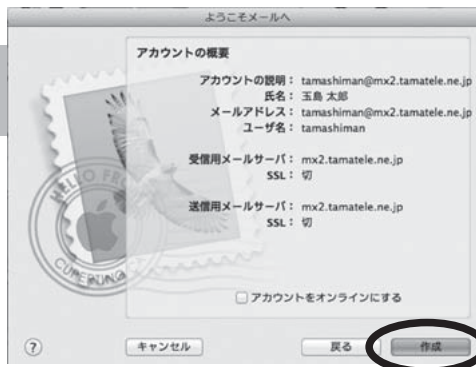 ようこそメールへ
アカウントの概要
アカウントの説明： tamashiman@mx2.tamatele.ne.jp
氏名： 玉島 太郎
メールアドレス： tamashiman@mx2.tamatele.ne.jp
ユーザ名： tamashiman
受信用メールサーバ： mx2.tamatele.ne.jp
SSL： 切
送信用メールサーバ： mx2.tamatele.ne.jp
SSL： 切
HELLO FRO
CUPERTINO
アカウントをオンラインにする
?
キャンセル
戻る
作成